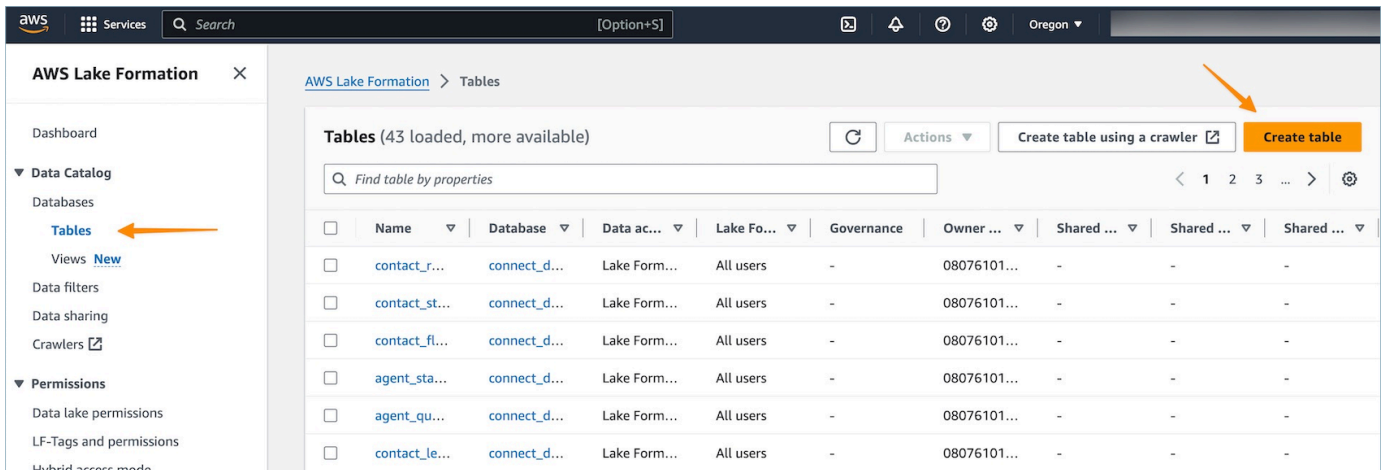 aws Services Search [Option+S] Oregon
AWS Lake Formation
AWS Lake Formation > Tables
Dashboard
Tables (43 loaded, more available) Actions Create table using a crawler Create table
Data Catalog
Find table by properties 1 2 3 ...
Databases
Tables
Name Database Data ac... Lake Fo... Governance Owner ... Shared ... Shared ... Shared ...
Views New
contact_r... connect_d... Lake Form... All users - 08076101... - - -
Data filters
contact_st... connect_d... Lake Form... All users - 08076101... - - -
Data sharing
Crawlers
contact_fl... connect_d... Lake Form... All users - 08076101... - - -
Permissions
agent_sta... connect_d... Lake Form... All users - 08076101... - - -
Data lake permissions
agent_qu... connect_d... Lake Form... All users - 08076101... - - -
LF-Tags and permissions
contact_le... connect_d... Lake Form... All users - 08076101... - - -
Hybrid access mode